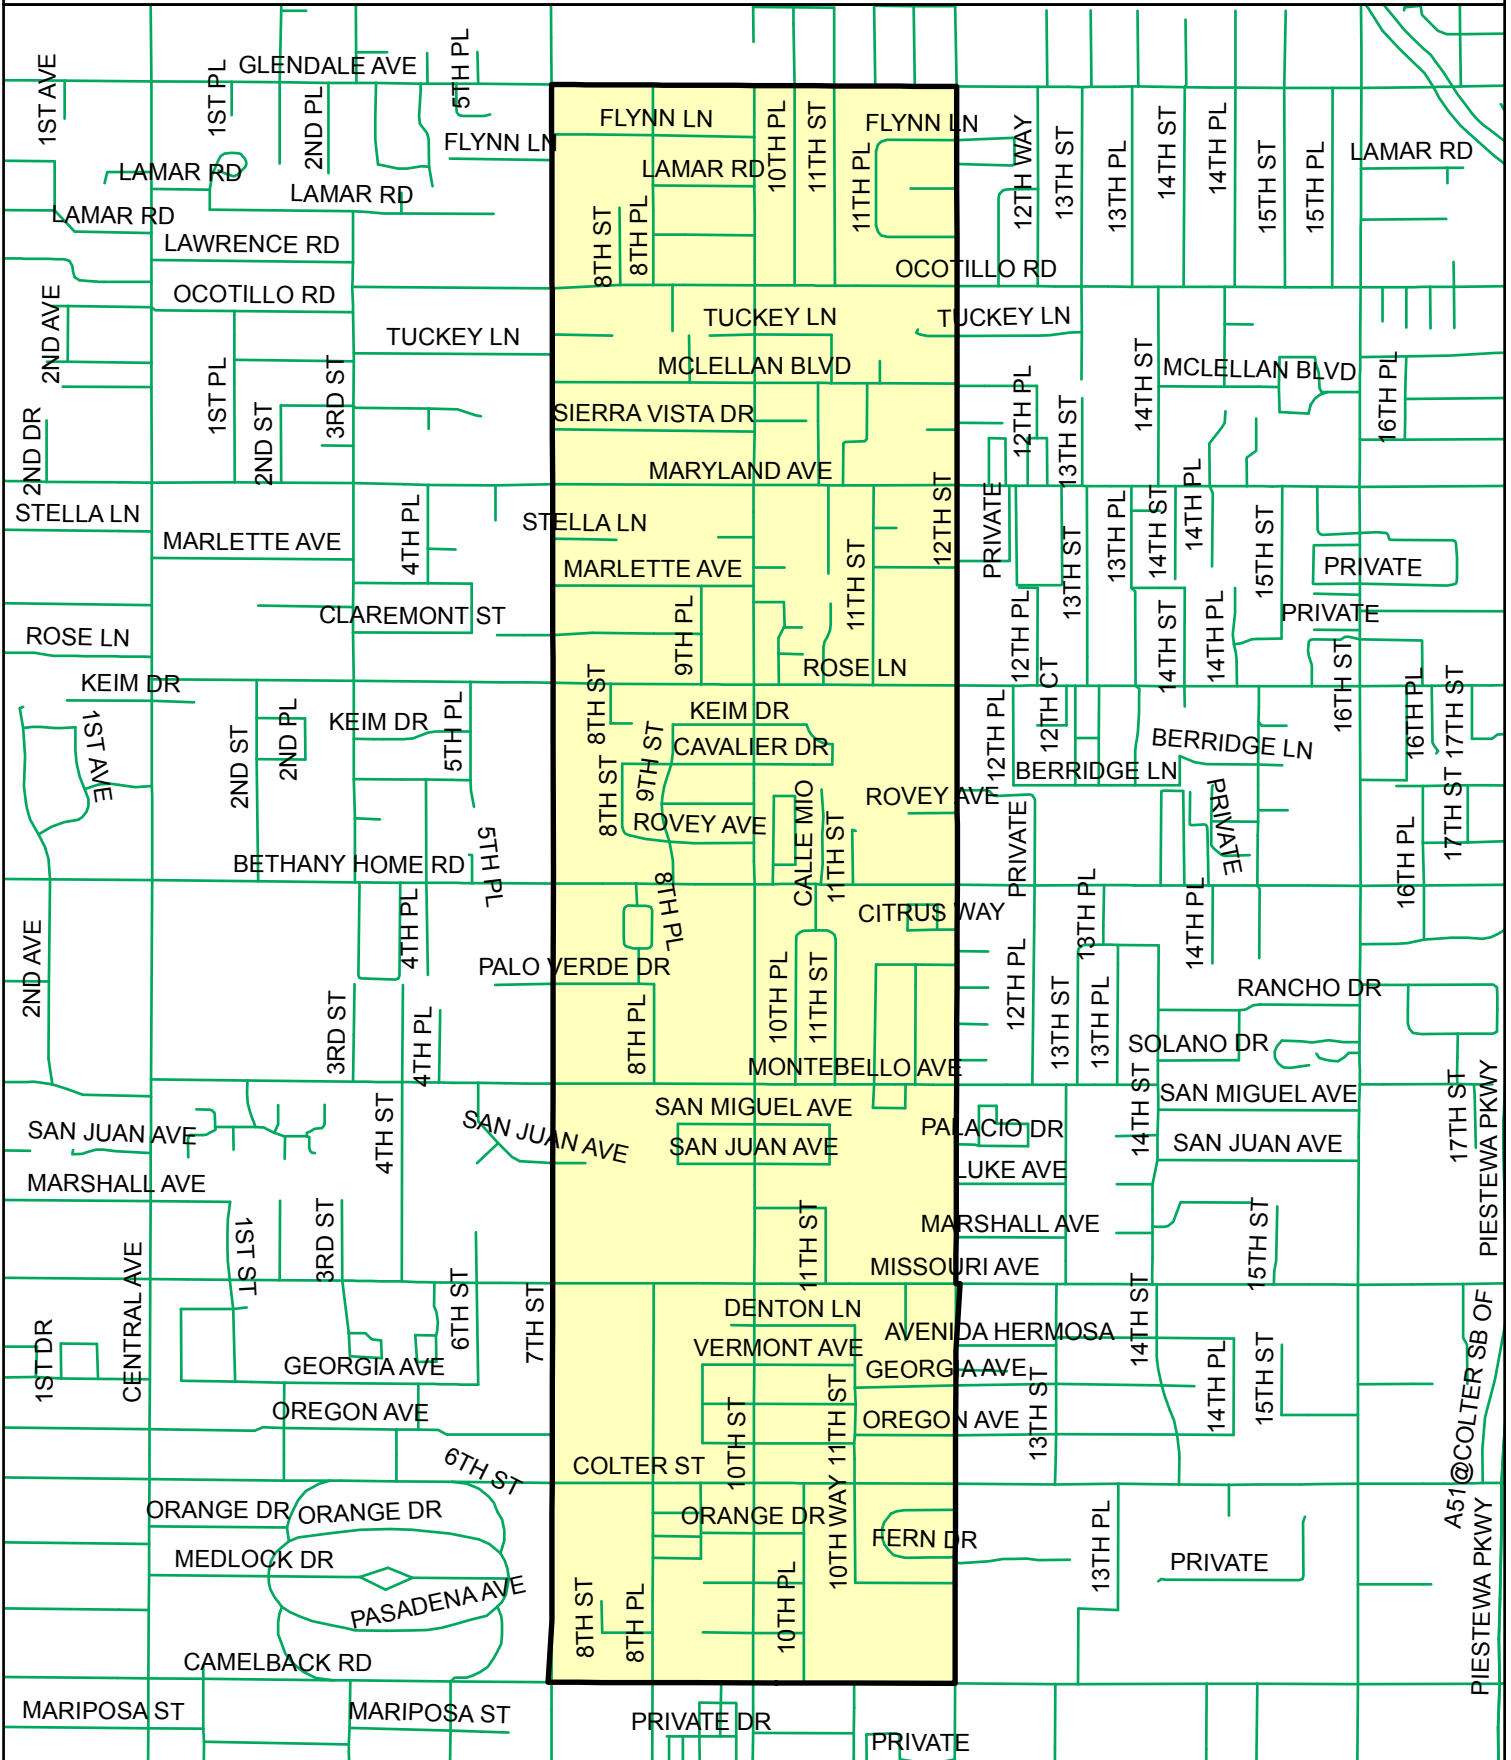 GLENDALE AVE
5TH PL
1ST AVE
1ST PL
2ND PL
FLYNN LN
FLYNN LN
FLYNN LN
10TH PL
11TH ST
11TH PL
12TH WAY
13TH ST
13TH PL
14TH ST
14TH PL
15TH ST
15TH PL
LAMAR RD
LAMAR RD
LAMAR RD
LAMAR RD
LAMAR RD
8TH ST
8TH PL
LAWRENCE RD
OCOTILLO RD
OCOTILLO RD
2ND AVE
TUCKEY LN
TUCKEY LN
TUCKEY LN
MCLELLAN BLVD
MCLELLAN BLVD
1ST PL
3RD ST
2ND ST
2ND DR
SIERRA VISTA DR
12TH PL
13TH ST
14TH ST
16TH PL
MARYLAND AVE
STELLA LN
STELLA LN
MARLETTE AVE
MARLETTE AVE
4TH PL
12TH ST
PRIVATE
13TH ST
13TH PL
14TH ST
14TH PL
15TH ST
PRIVATE
PRIVATE
CLAREMONT ST
9TH PL
11TH ST
12TH PL
14TH ST
14TH PL
16TH ST
ROSE LN
ROSE LN
KEIM DR
KEIM DR
KEIM DR
1ST AVE
2ND ST
2ND PL
5TH PL
8TH ST
9TH ST
CAVALIER DR
12TH PL
12TH CT
BERRIDGE LN
BERRIDGE LN
16TH PL
17TH ST
8TH ST
ROVEY AVE
ROVEY AVE
CALLE MIO
11TH ST
PRIVATE
PRIVATE
16TH PL
17TH ST
BETHANY HOME RD
5TH PL
8TH PL
CITRUS WAY
2ND AVE
4TH PL
13TH PL
14TH PL
PALO VERDE DR
3RD ST
4TH PL
8TH PL
10TH PL
11TH ST
12TH PL
13TH ST
13TH PL
RANCHO DR
SOLANO DR
MONTEBELLO AVE
SAN MIGUEL AVE
SAN MIGUEL AVE
14TH ST
17TH ST
PIESTEWA PKWY
SAN JUAN AVE
4TH ST
SAN JUAN AVE
SAN JUAN AVE
PALACIO DR
SAN JUAN AVE
LUKE AVE
MARSHALL AVE
MARSHALL AVE
1ST ST
3RD ST
11TH ST
15TH ST
MISSOURI AVE
CENTRAL AVE
6TH ST
7TH ST
DENTON LN
14TH ST
1ST DR
VERMONT AVE
AVENIDA HERMOSA
GEORGIA AVE
GEORGIA AVE
13TH ST
14TH PL
15TH ST
A51@COLTER SB OF
OREGON AVE
10TH ST
11TH ST
OREGON AVE
6TH ST
COLTER ST
ORANGE DR
ORANGE DR
ORANGE DR
10TH WAY
FERN DR
MEDLOCK DR
13TH PL
PRIVATE
PASADENA AVE
8TH ST
8TH PL
10TH PL
PIESTEWA PKWY
CAMELBACK RD
MARIPOSA ST
MARIPOSA ST
PRIVATE DR
PRIVATE